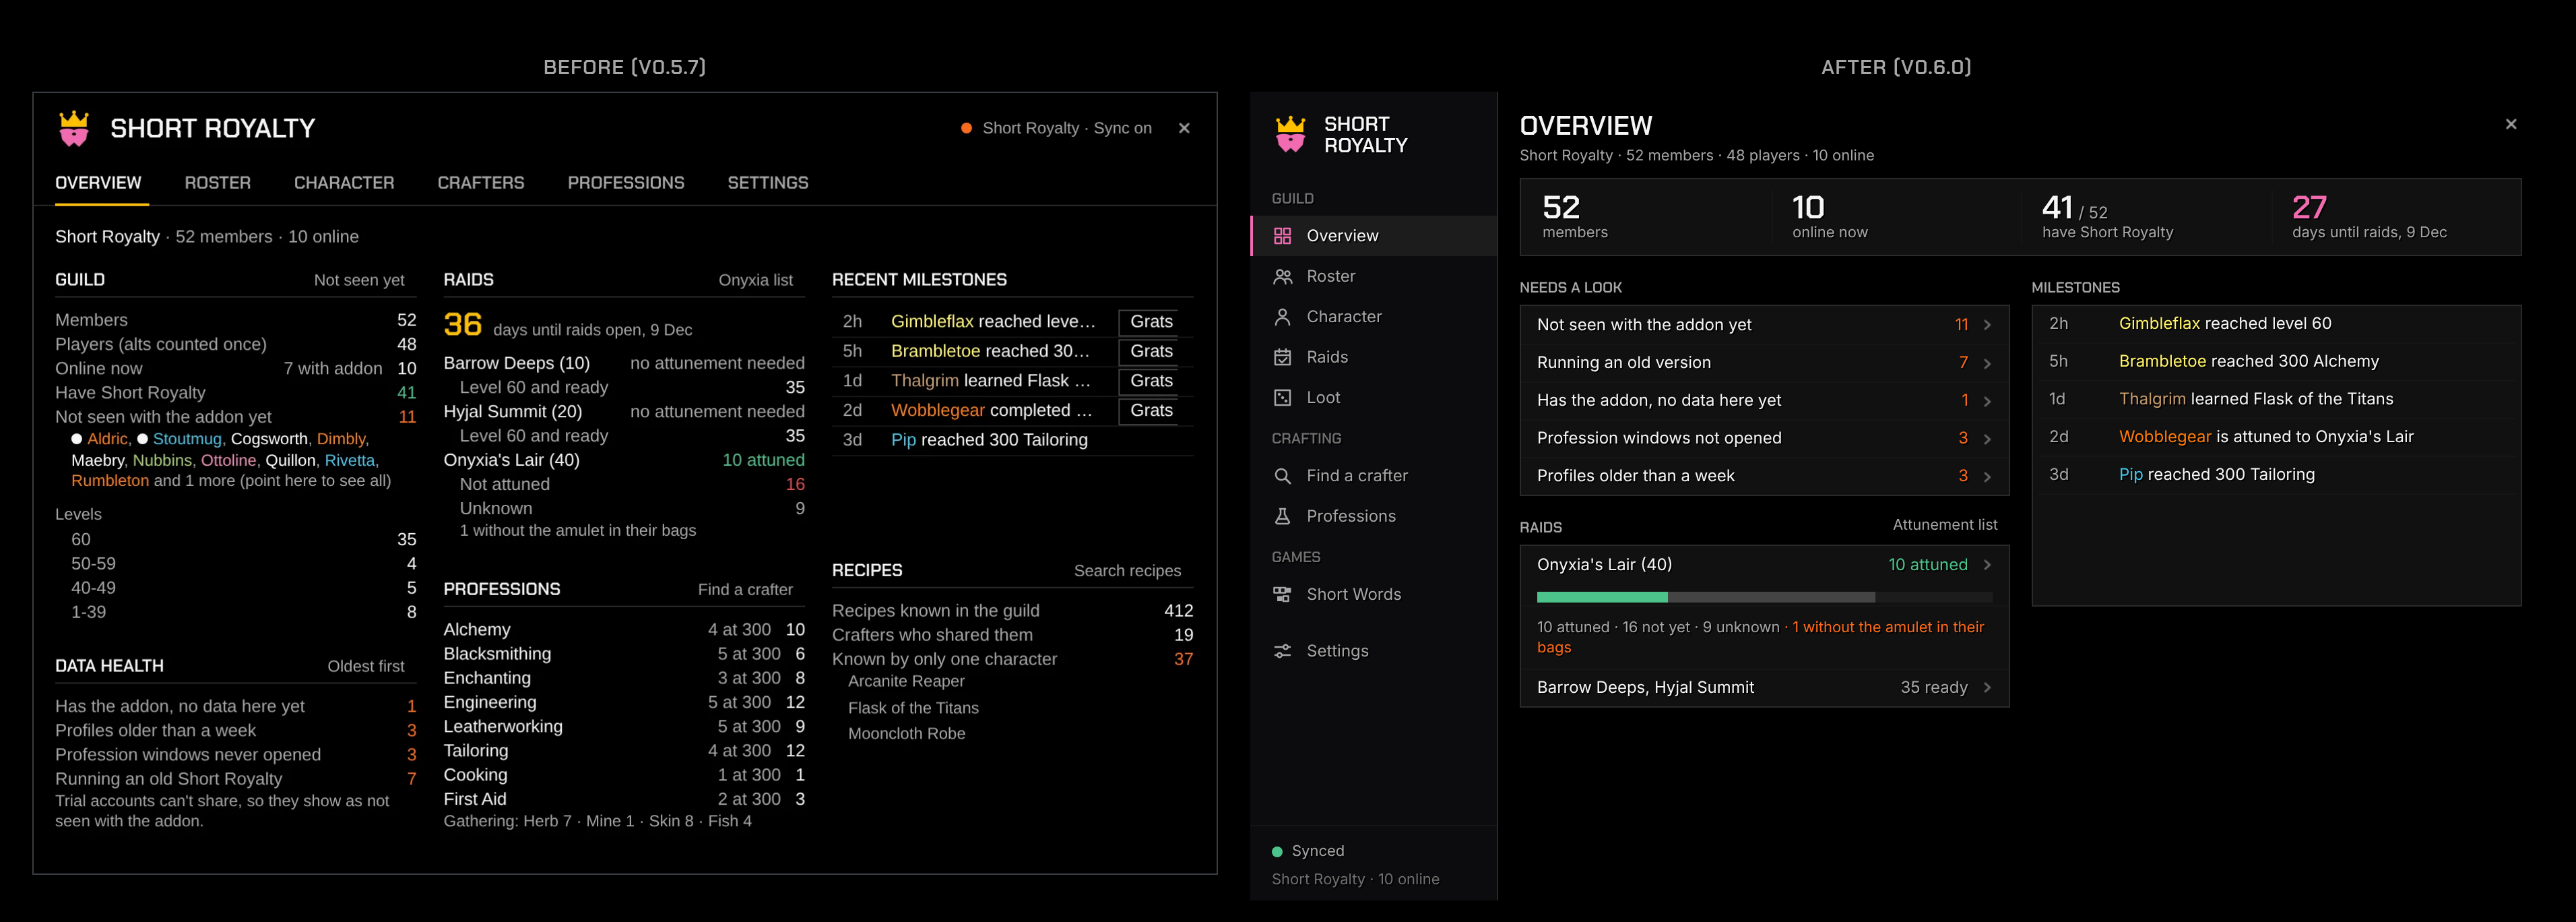 BEFORE (V0.5.7)
SHORT ROYALTY
Short Royalty · Sync on
×
OVERVIEW ROSTER CHARACTER CRAFTERS PROFESSIONS SETTINGS
Short Royalty · 52 members · 10 online
GUILD Not seen yet
Members 52
Players (alts counted once) 48
Online now 7 with addon 10
Have Short Royalty 41
Not seen with the addon yet 11
Aldric, Stoutmug, Cogsworth, Dimbly,
Maebry, Nubbins, Ottoline, Quillon, Rivetta,
Rumbleton and 1 more (point here to see all)
Levels
60 35
50-59 4
40-49 5
1-39 8
DATA HEALTH Oldest first
Has the addon, no data here yet 1
Profiles older than a week 3
Profession windows never opened 3
Running an old Short Royalty 7
Trial accounts can't share, so they show as not
seen with the addon.
RAIDS Onyxia list
36 days until raids open, 9 Dec
Barrow Deeps (10) no attunement needed
Level 60 and ready 35
Hyjal Summit (20) no attunement needed
Level 60 and ready 35
Onyxia's Lair (40) 10 attuned
Not attuned 16
Unknown 9
1 without the amulet in their bags
PROFESSIONS Find a crafter
Alchemy 4 at 300 10
Blacksmithing 5 at 300 6
Enchanting 3 at 300 8
Engineering 5 at 300 12
Leatherworking 5 at 300 9
Tailoring 4 at 300 12
Cooking 1 at 300 1
First Aid 2 at 300 3
Gathering: Herb 7 · Mine 1 · Skin 8 · Fish 4
RECENT MILESTONES
2h Gimbleflax reached leve... Grats
5h Brambletoe reached 30... Grats
1d Thalgrim learned Flask ... Grats
2d Wobblegear completed ... Grats
3d Pip reached 300 Tailoring
RECIPES Search recipes
Recipes known in the guild 412
Crafters who shared them 19
Known by only one character 37
Arcanite Reaper
Flask of the Titans
Mooncloth Robe
AFTER (V0.6.0)
SHORT
ROYALTY
GUILD
Overview
Roster
Character
Raids
Loot
CRAFTING
Find a crafter
Professions
GAMES
Short Words
Settings
Synced
Short Royalty · 10 online
OVERVIEW
×
Short Royalty · 52 members · 48 players · 10 online
52
members
10
online now
41 / 52
have Short Royalty
27
days until raids, 9 Dec
NEEDS A LOOK
Not seen with the addon yet 11
Running an old version 7
Has the addon, no data here yet 1
Profession windows not opened 3
Profiles older than a week 3
RAIDS Attunement list
Onyxia's Lair (40) 10 attuned
10 attuned · 16 not yet · 9 unknown · 1 without the amulet in their
bags
Barrow Deeps, Hyjal Summit 35 ready
MILESTONES
2h Gimbleflax reached level 60
5h Brambletoe reached 300 Alchemy
1d Thalgrim learned Flask of the Titans
2d Wobblegear is attuned to Onyxia's Lair
3d Pip reached 300 Tailoring